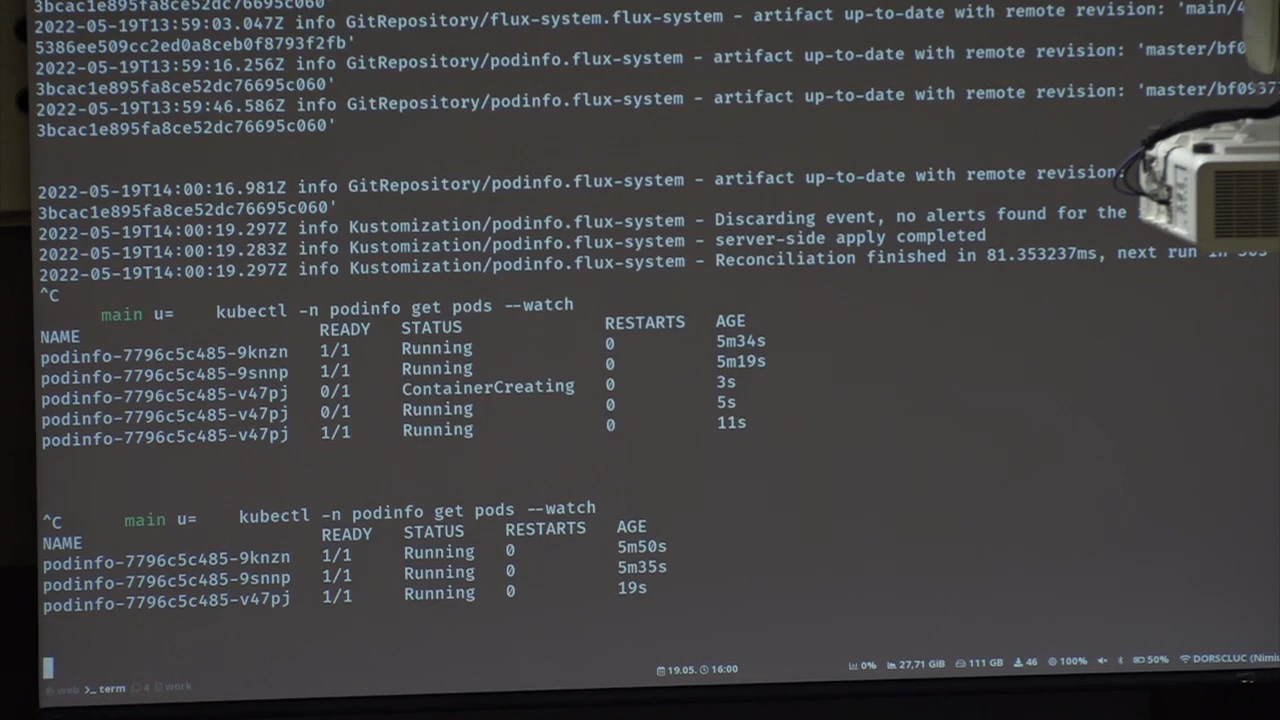 3bcac1e895fa8ce52dc76695c060'
2022-05-19T13:59:03.047Z info GitRepository/flux-system.flux-system - artifact up-to-date with remote revision: 'main/4
5386ee509cc2ed0a8ceb0f8793f2fb'
2022-05-19T13:59:16.256Z info GitRepository/podinfo.flux-system - artifact up-to-date with remote revision: 'master/bf0
3bcac1e895fa8ce52dc76695c060'
2022-05-19T13:59:46.586Z info GitRepository/podinfo.flux-system - artifact up-to-date with remote revision: 'master/bf0937
3bcac1e895fa8ce52dc76695c060'
2022-05-19T14:00:16.981Z info GitRepository/podinfo.flux-system - artifact up-to-date with remote revision
3bcac1e895fa8ce52dc76695c060'
2022-05-19T14:00:19.297Z info Kustomization/podinfo.flux-system - Discarding event, no alerts found for the
2022-05-19T14:00:19.283Z info Kustomization/podinfo.flux-system - server-side apply completed
2022-05-19T14:00:19.297Z info Kustomization/podinfo.flux-system - Reconciliation finished in 81.353237ms, next run in 30s
^C
main u= kubectl -n podinfo get pods --watch
NAME READY STATUS RESTARTS AGE
podinfo-7796c5c485-9knzn 1/1 Running 0 5m34s
podinfo-7796c5c485-9snnp 1/1 Running 0 5m19s
podinfo-7796c5c485-v47pj 0/1 ContainerCreating 0 3s
podinfo-7796c5c485-v47pj 0/1 Running 0 5s
podinfo-7796c5c485-v47pj 1/1 Running 0 11s
^C main u= kubectl -n podinfo get pods --watch
NAME READY STATUS RESTARTS AGE
podinfo-7796c5c485-9knzn 1/1 Running 0 5m50s
podinfo-7796c5c485-9snnp 1/1 Running 0 5m35s
podinfo-7796c5c485-v47pj 1/1 Running 0 19s
19.05. 16:00 0% 27,71 GiB 111 GB 46 100% 50% DORSCLUC (Nimi
web >_ term 4 work